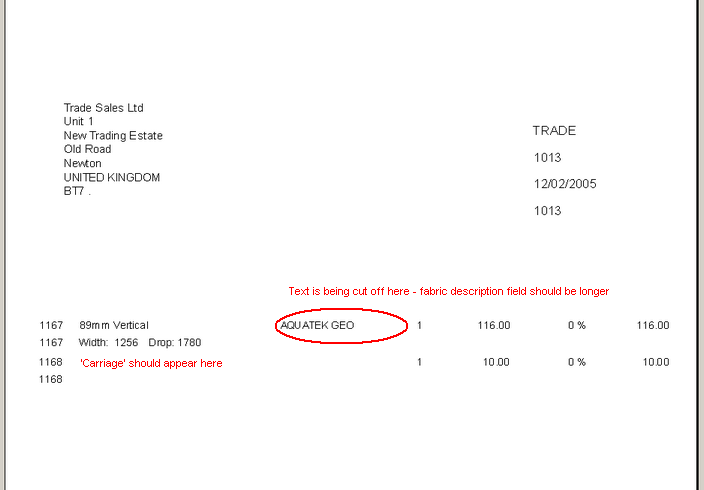 Trade Sales Ltd
Unit 1
New Trading Estate
Old Road
Newton
UNITED KINGDOM
BT7 .
TRADE
1013
12/02/2005
1013
Text is being cut off here - fabric description field should be longer
1167 89mm Vertical AQUATEK GEO 1 116.00 0 % 116.00
1167 Width: 1256 Drop: 1780
1168 'Carriage' should appear here 1 10.00 0 % 10.00
1168